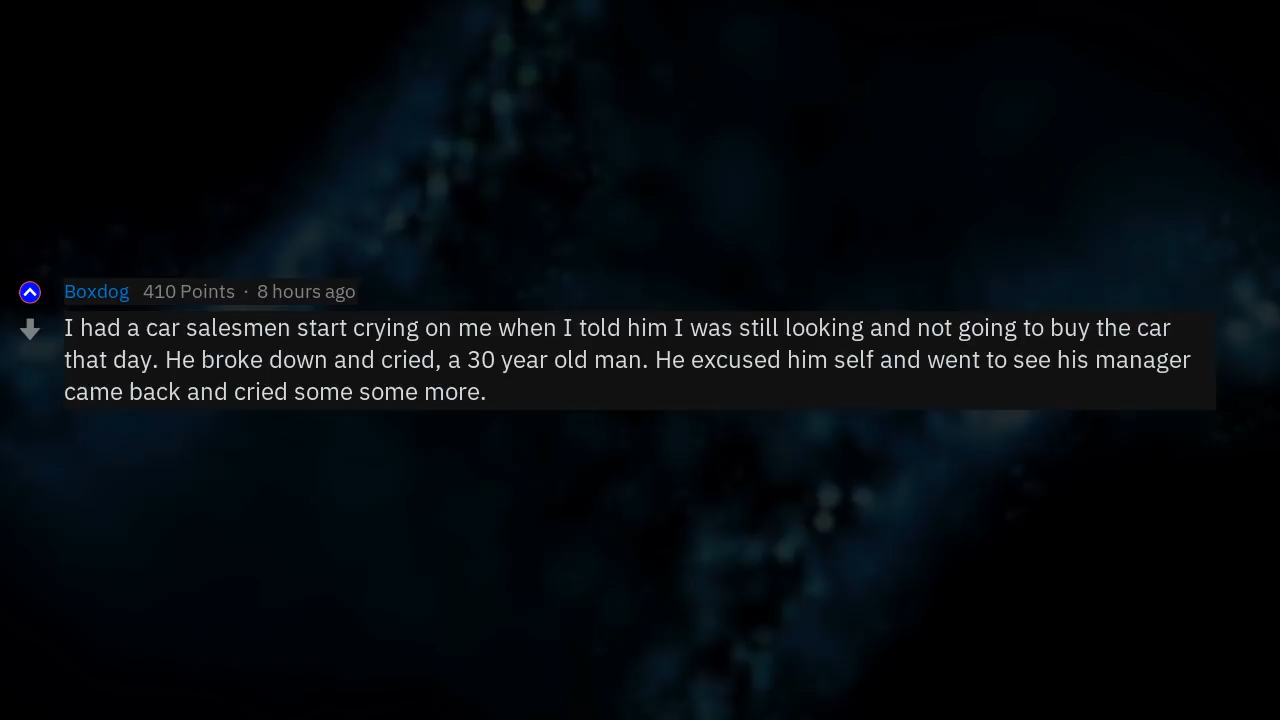 Boxdog 410 Points · 8 hours ago
I had a car salesmen start crying on me when I told him I was still looking and not going to buy the car
that day. He broke down and cried, a 30 year old man. He excused him self and went to see his manager
came back and cried some some more.